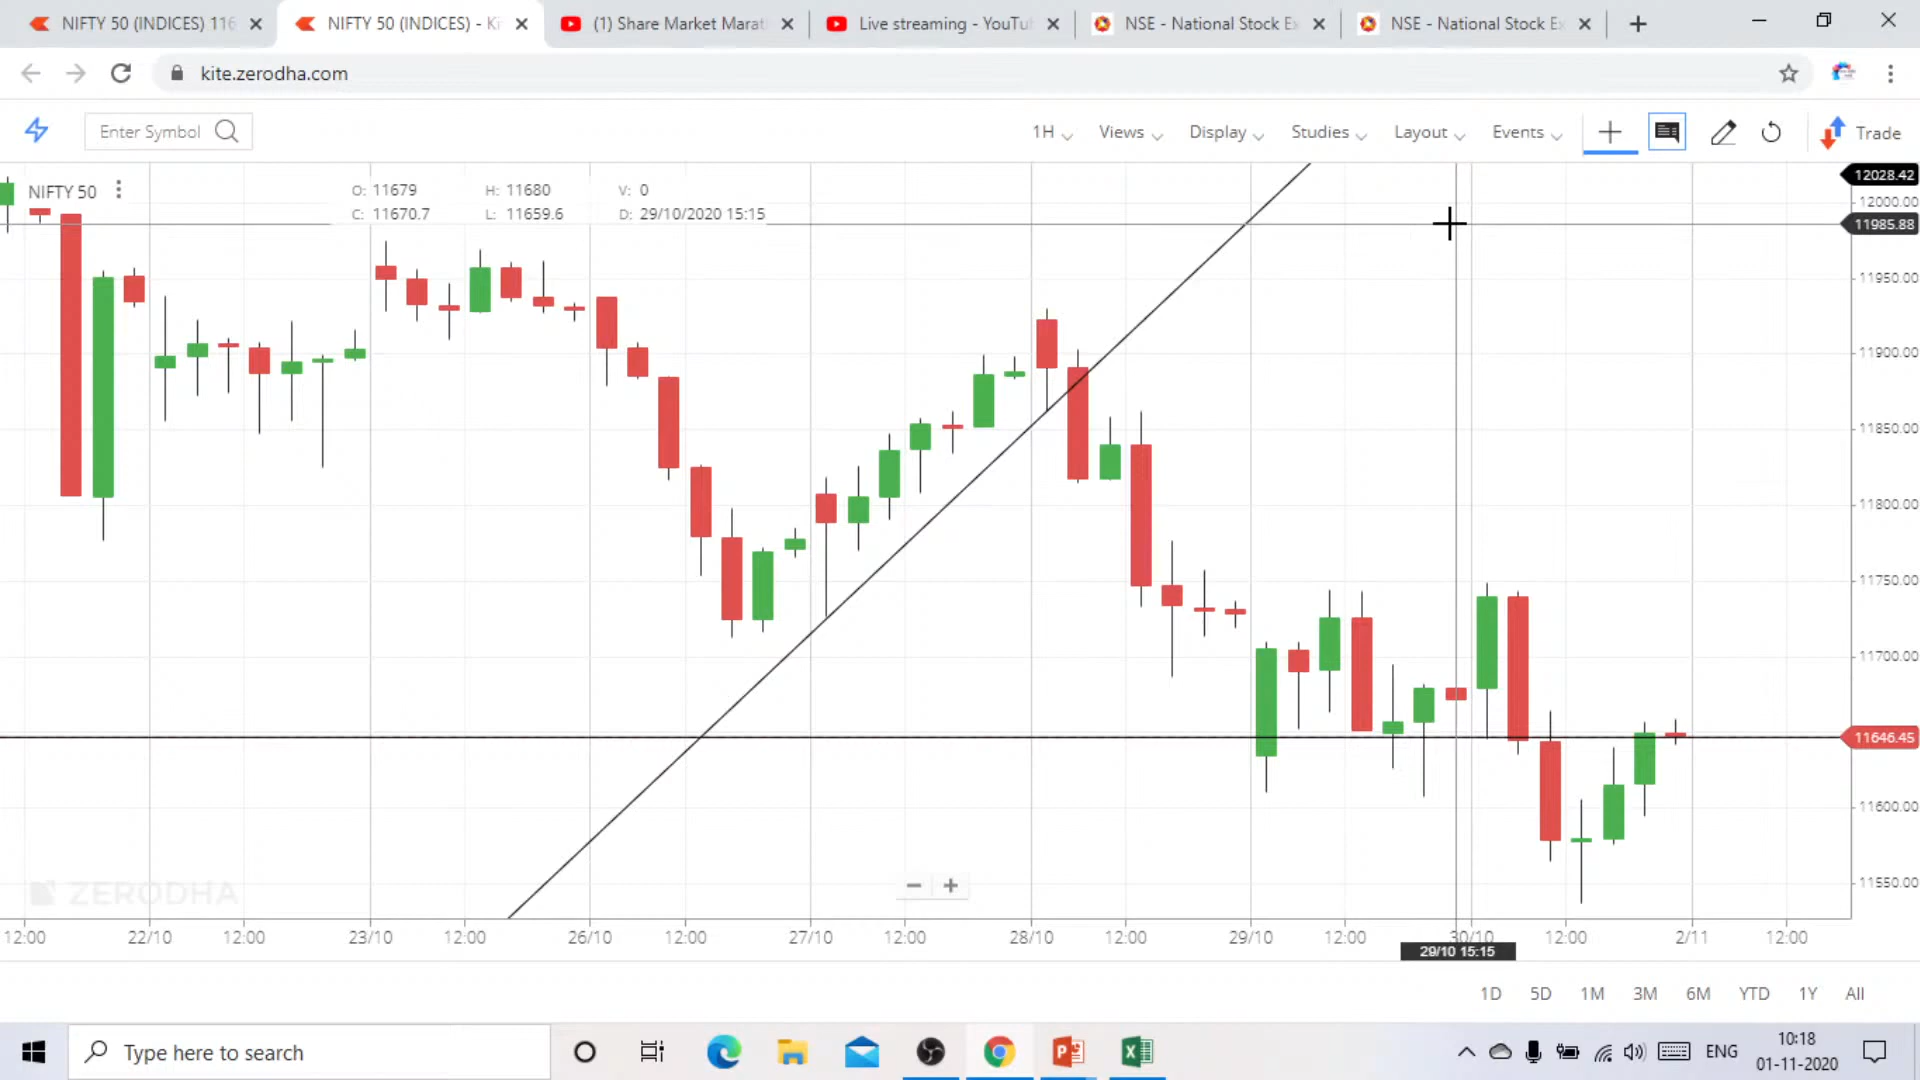 NIFTY 50 (INDICES) 116
NIFTY 50 (INDICES) - Ki
(1) Share Market Marat
Live streaming - YouTu
NSE - National Stock Ex
NSE - National Stock Ex
kite.zerodha.com
Enter Symbol
1H Views Display Studies Layout Events Trade
NIFTY 50
O: 11679 H: 11680 V: 0
C: 11670.7 L: 11659.6 D: 29/10/2020 15:15
12028.42
12000.00
11985.88
11950.00
11900.00
11850.00
11800.00
11750.00
11700.00
11646.45
11600.00
11550.00
ZERODHA
12:00 22/10 12:00 23/10 12:00 26/10 12:00 27/10 12:00 28/10 12:00 29/10 12:00 30/10 12:00 2/11 12:00
29/10 15:15
1D 5D 1M 3M 6M YTD 1Y All
Type here to search
ENG
10:18
01-11-2020